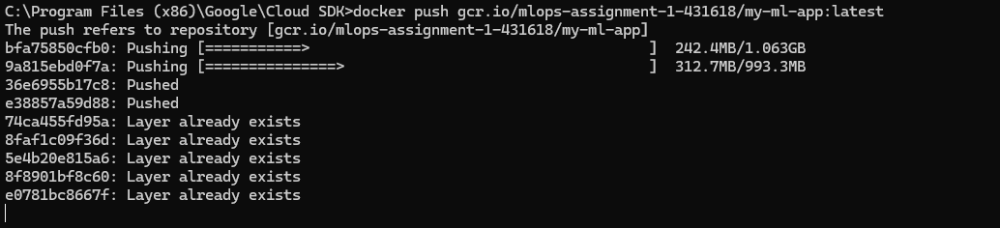 C:\Program Files (x86)\Google\Cloud SDK>docker push gcr.io/mlops-assignment-1-431618/my-ml-app:latest
The push refers to repository [gcr.io/mlops-assignment-1-431618/my-ml-app]
bfa75850cfb0: Pushing [===========>                                       ]  242.4MB/1.063GB
9a815ebd0f7a: Pushing [===============>                                   ]  312.7MB/993.3MB
36e6955b17c8: Pushed
e38857a59d88: Pushed
74ca455fd95a: Layer already exists
8faf1c09f36d: Layer already exists
5e4b20e815a6: Layer already exists
8f8901bf8c60: Layer already exists
e0781bc8667f: Layer already exists